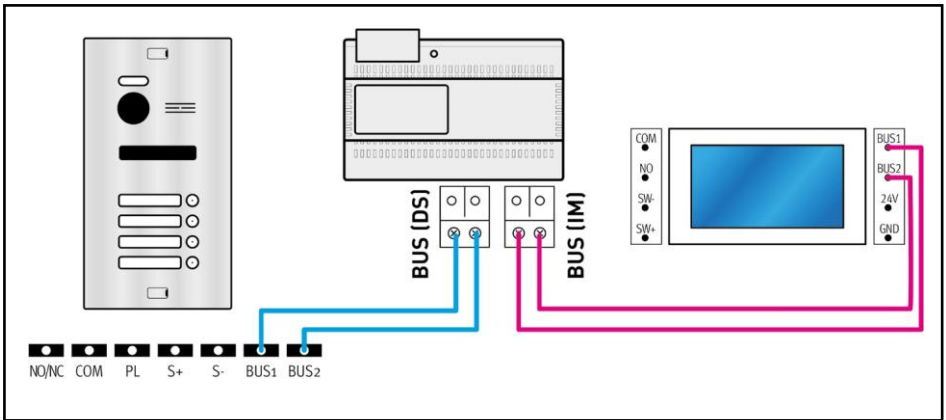 BUS (DS)
BUS (IM)
COM
NO
SW-
SW+
BUS1
BUS2
24V
GND
NO/NC COM PL S+ S- BUS1 BUS2